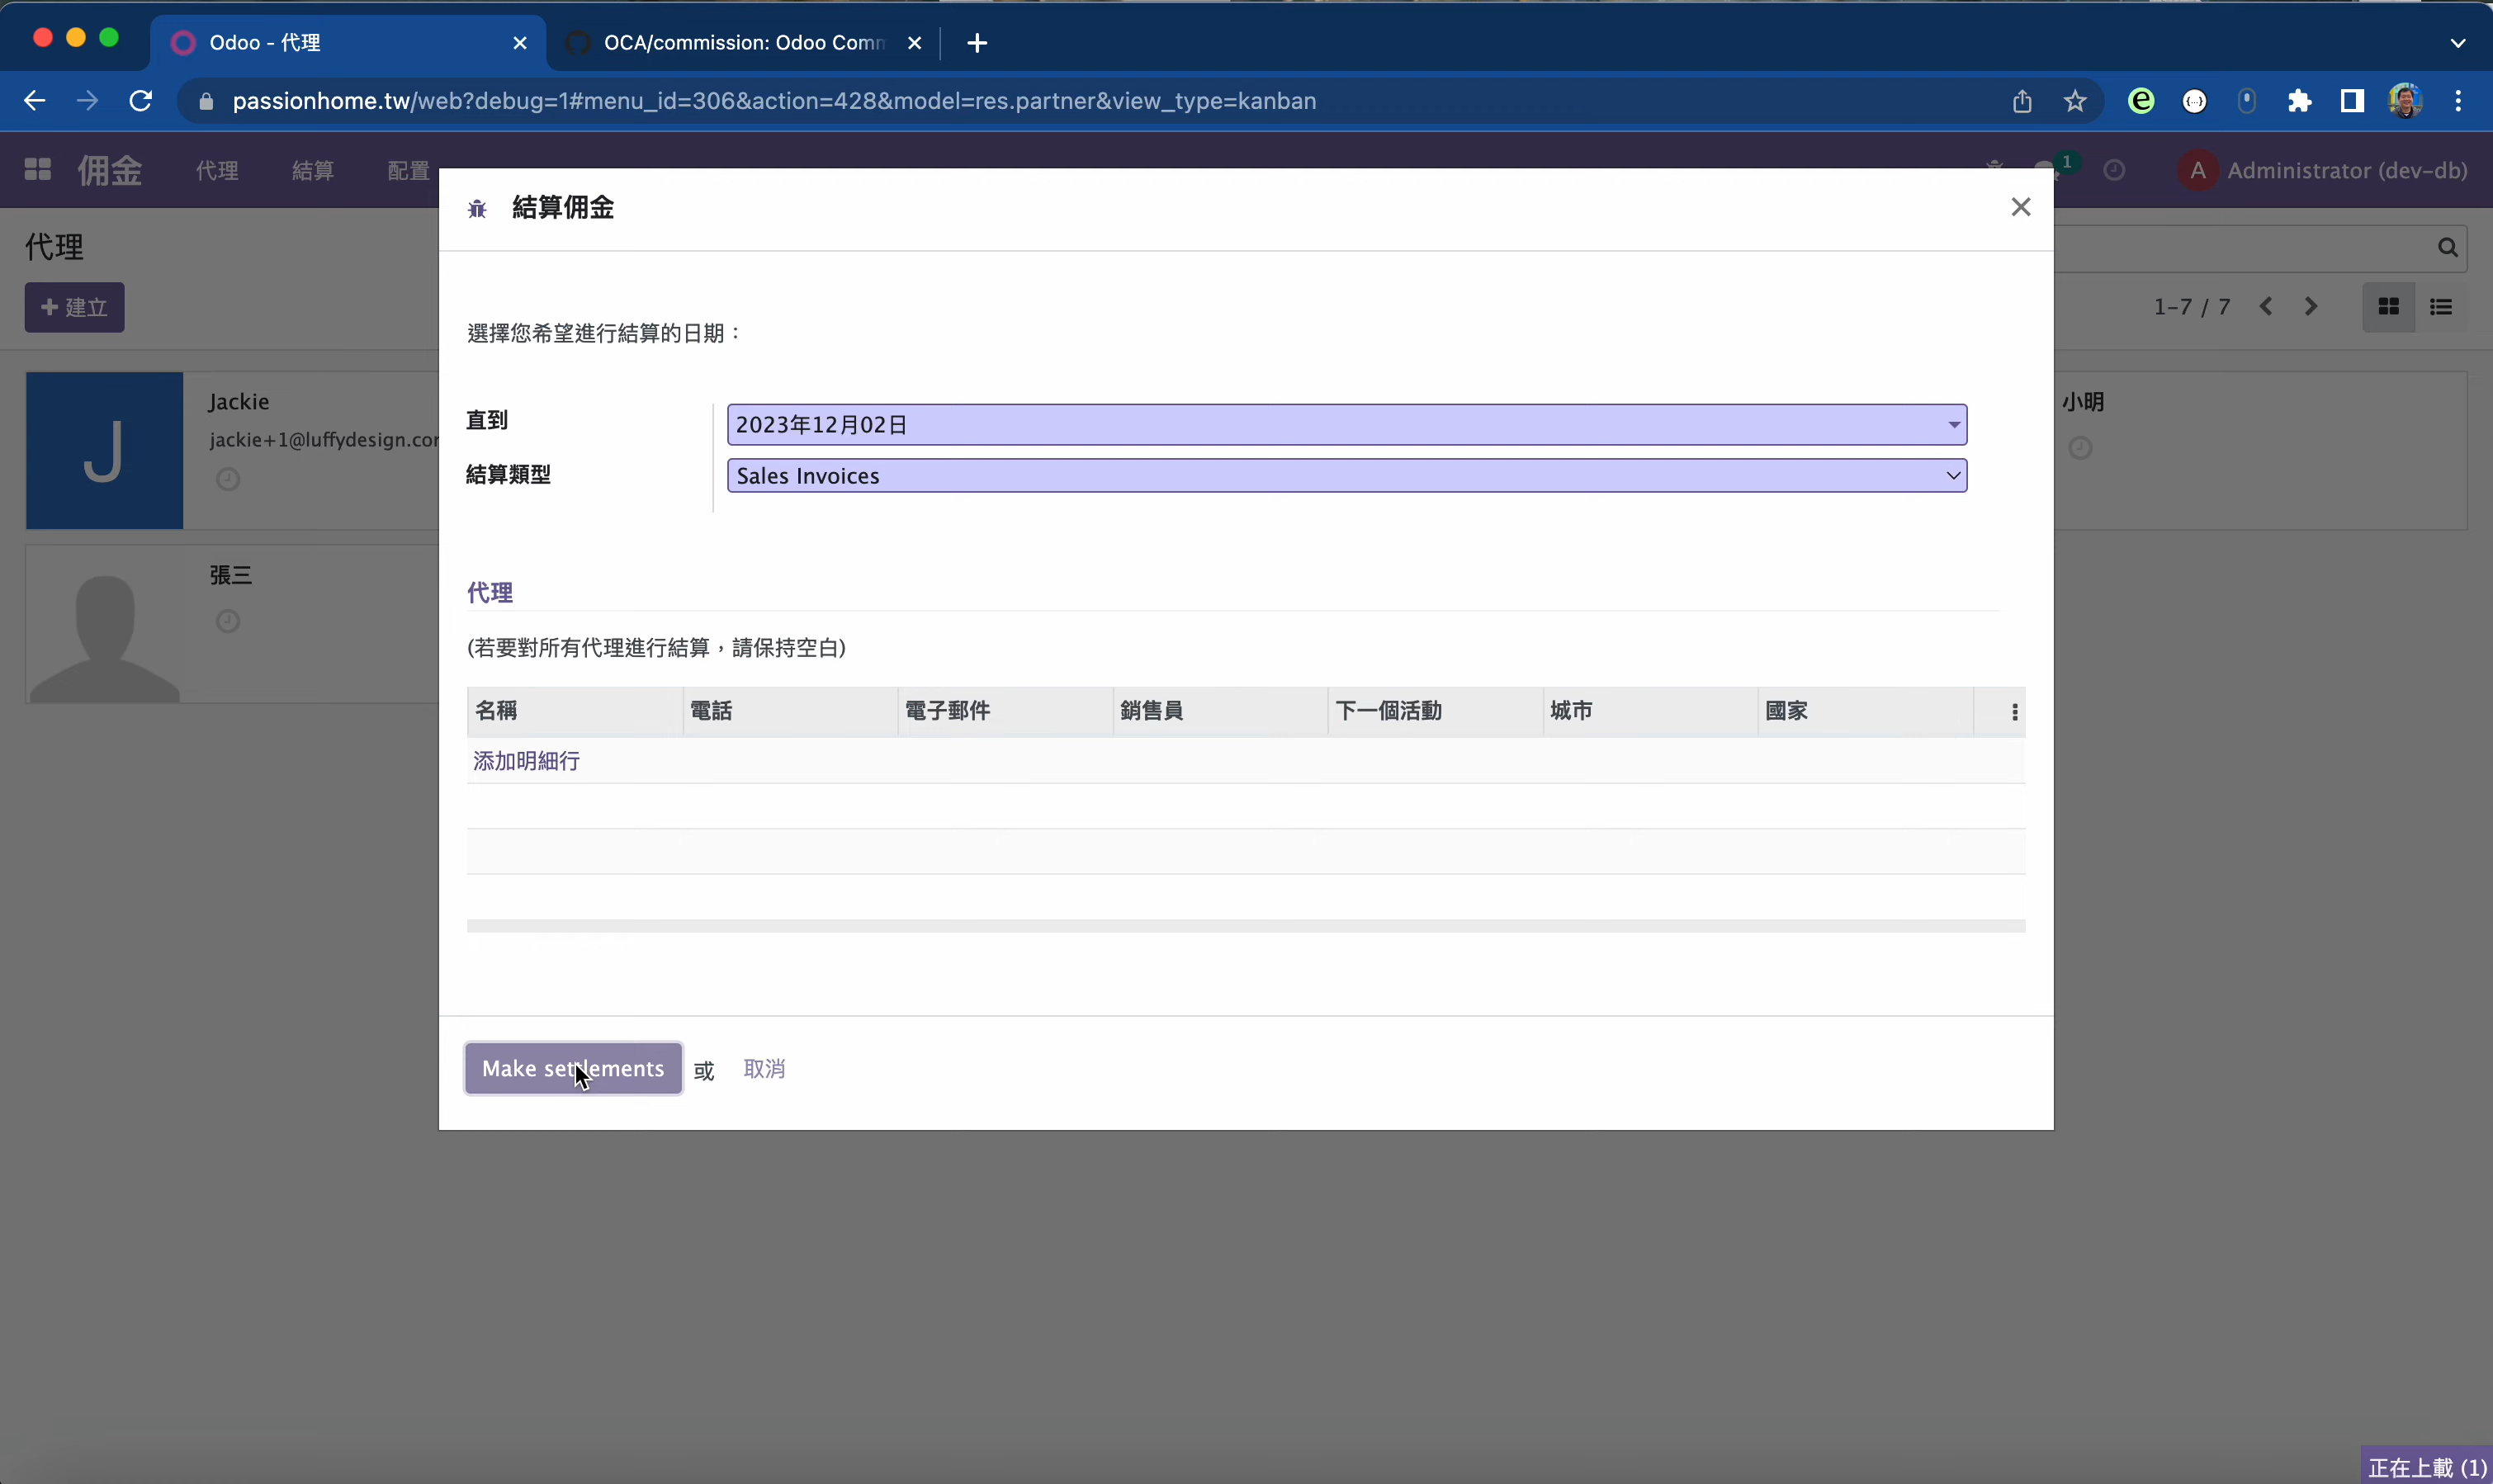 Odoo - 代理
OCA/commission: Odoo Comm
passionhome.tw/web?debug=1#menu_id=306&action=428&model=res.partner&view_type=kanban
佣金 代理 結算 配置
1
A Administrator (dev-db)
代理
建立
1-7 / 7
J
Jackie
jackie+1@luffydesign.cor
張三
小明
結算佣金
選擇您希望進行結算的日期：
直到 2023年12月02日
結算類型 Sales Invoices
代理
(若要對所有代理進行結算，請保持空白)
名稱 電話 電子郵件 銷售員 下一個活動 城市 國家
添加明細行
Make settlements 或 取消
正在上載 (1)